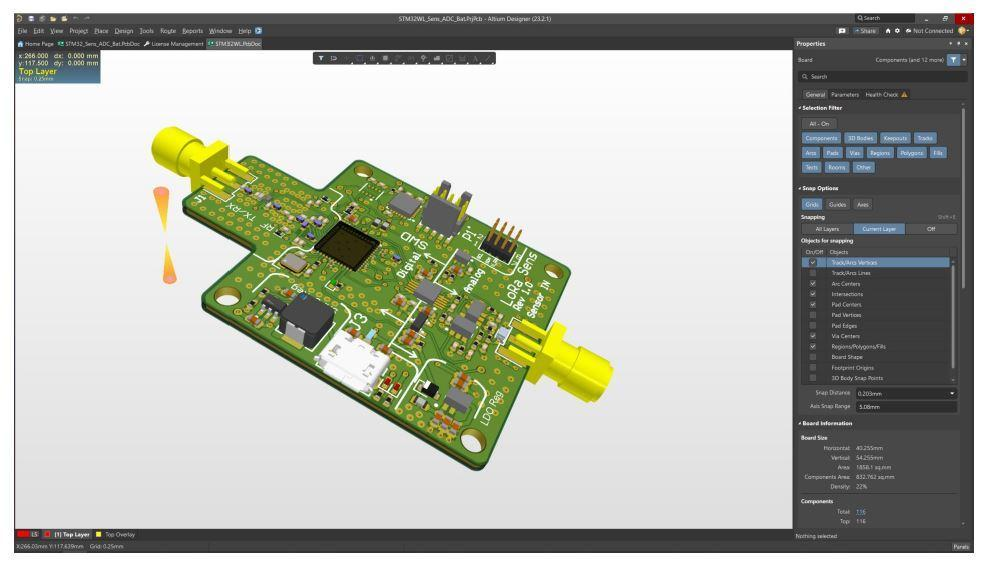 STM32WL_Sens_ADC_Bat.PrjPcb - Altium Designer (23.2.1)
Search
File Edit View Project Place Design Tools Route Reports Window Help
Share
Not Connected
Home Page STM32_Sens_ADC_Bat.PcbDoc License Management STM32WL.PcbDoc
Properties
x:266.000 dx: 0.000 mm
y:117.500 dy: 0.000 mm
Top Layer
Snap: 0.25mm
Board Components (and 12 more)
Search
General Parameters Health Check
Selection Filter
All - On
Components 3D Bodies Keepouts Tracks
Arcs Pads Vias Regions Polygons Fills
Texts Rooms Other
Snap Options
Grids Guides Axes
Snapping Shift+E
All Layers Current Layer Off
Objects for snapping
On/Off Objects
Track/Arcs Vertices
Track/Arcs Lines
Arc Centers
Intersections
Pad Centers
Pad Vertices
Pad Edges
Via Centers
Regions/Polygons/Fills
Board Shape
Footprint Origins
3D Body Snap Points
Snap Distance 0.203mm
Axis Snap Range 5.08mm
Board Information
Board Size
Horizontal: 40.255mm
Vertical: 54.255mm
Area: 1858.1 sq.mm
Components Area: 832.762 sq.mm
Density: 22%
Components
Total: 116
Top: 116
J1
TX-RX
RF
SWD
P1
Digital
Analog
LoRa Sens
Rev 1.0
Sensor IN
J3
LDO Reg
LS [1] Top Layer Top Overlay
Nothing selected
X:266.03mm Y:117.639mm Grid: 0.25mm
Panels